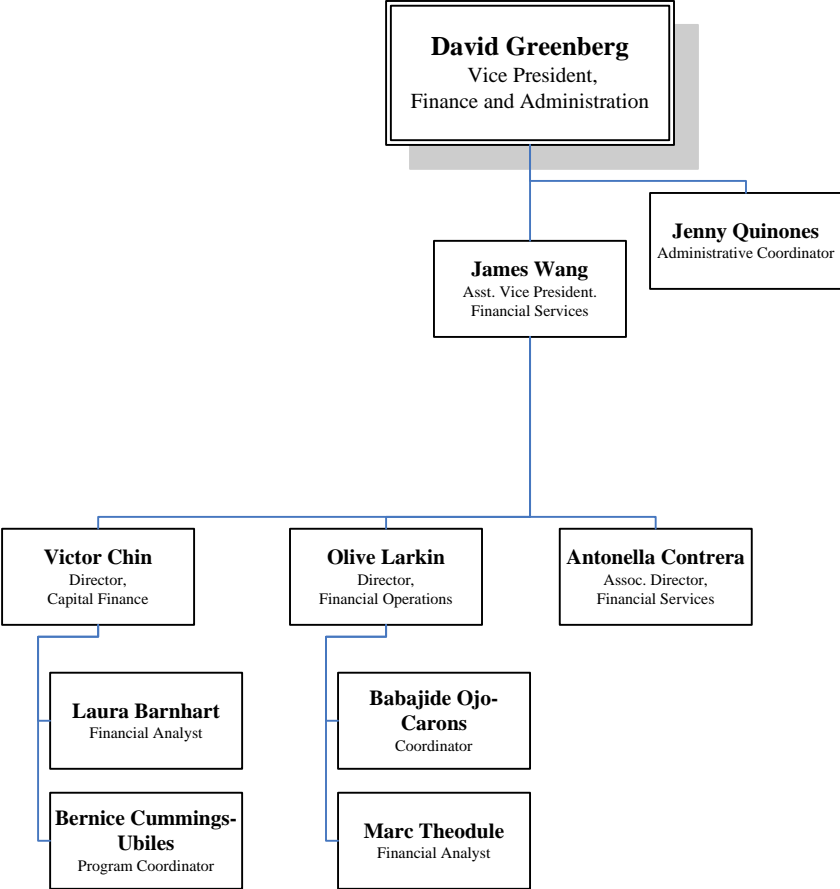 David Greenberg
Vice President,
Finance and Administration
Jenny Quinones
Administrative Coordinator
James Wang
Asst. Vice President.
Financial Services
Victor Chin
Director,
Capital Finance
Olive Larkin
Director,
Financial Operations
Antonella Contrera
Assoc. Director,
Financial Services
Laura Barnhart
Financial Analyst
Bernice Cummings-
Ubiles
Program Coordinator
Babajide Ojo-
Carons
Coordinator
Marc Theodule
Financial Analyst